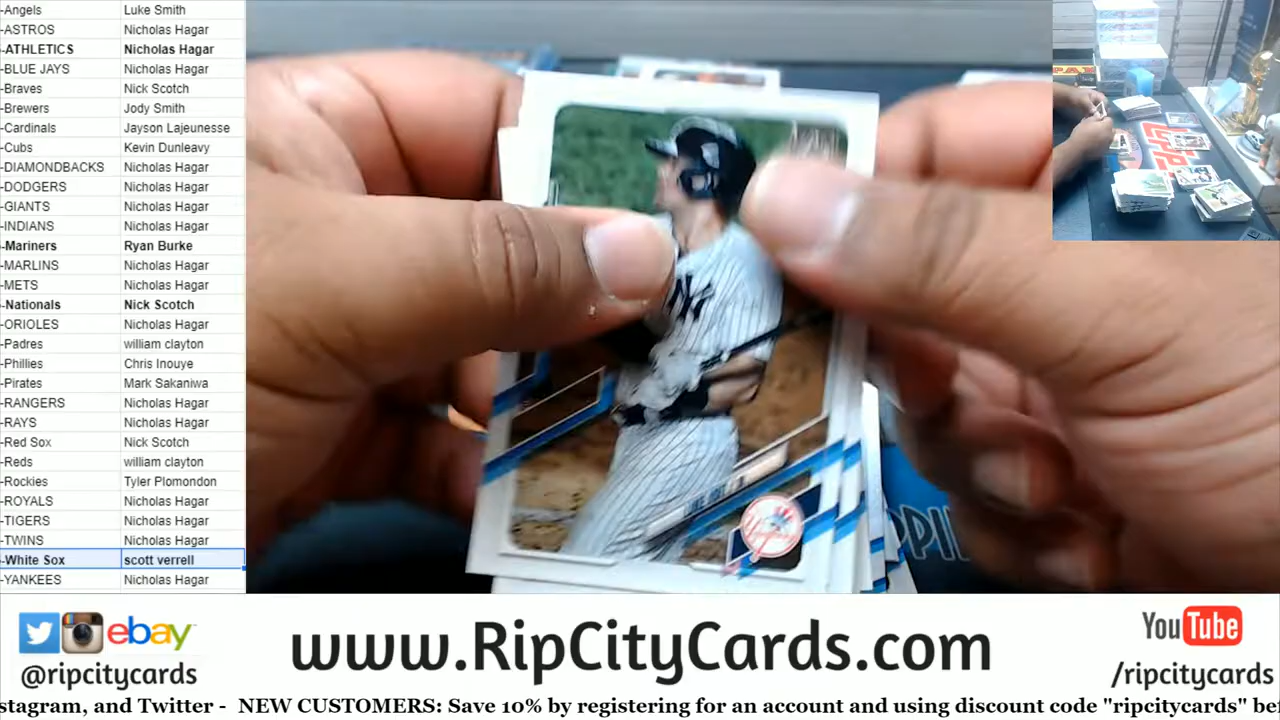 -Angels Luke Smith
-ASTROS Nicholas Hagar
-ATHLETICS Nicholas Hagar
-BLUE JAYS Nicholas Hagar
-Braves Nick Scotch
-Brewers Jody Smith
-Cardinals Jayson Lajeunesse
-Cubs Kevin Dunleavy
-DIAMONDBACKS Nicholas Hagar
-DODGERS Nicholas Hagar
-GIANTS Nicholas Hagar
-INDIANS Nicholas Hagar
-Mariners Ryan Burke
-MARLINS Nicholas Hagar
-METS Nicholas Hagar
-Nationals Nick Scotch
-ORIOLES Nicholas Hagar
-Padres william clayton
-Phillies Chris Inouye
-Pirates Mark Sakaniwa
-RANGERS Nicholas Hagar
-RAYS Nicholas Hagar
-Red Sox Nick Scotch
-Reds william clayton
-Rockies Tyler Plomondon
-ROYALS Nicholas Hagar
-TIGERS Nicholas Hagar
-TWINS Nicholas Hagar
-White Sox scott verrell
-YANKEES Nicholas Hagar
NY
ebay
@ripcitycards
www.RipCityCards.com
YouTube
/ripcitycards
stagram, and Twitter - NEW CUSTOMERS: Save 10% by registering for an account and using discount code "ripcitycards" be